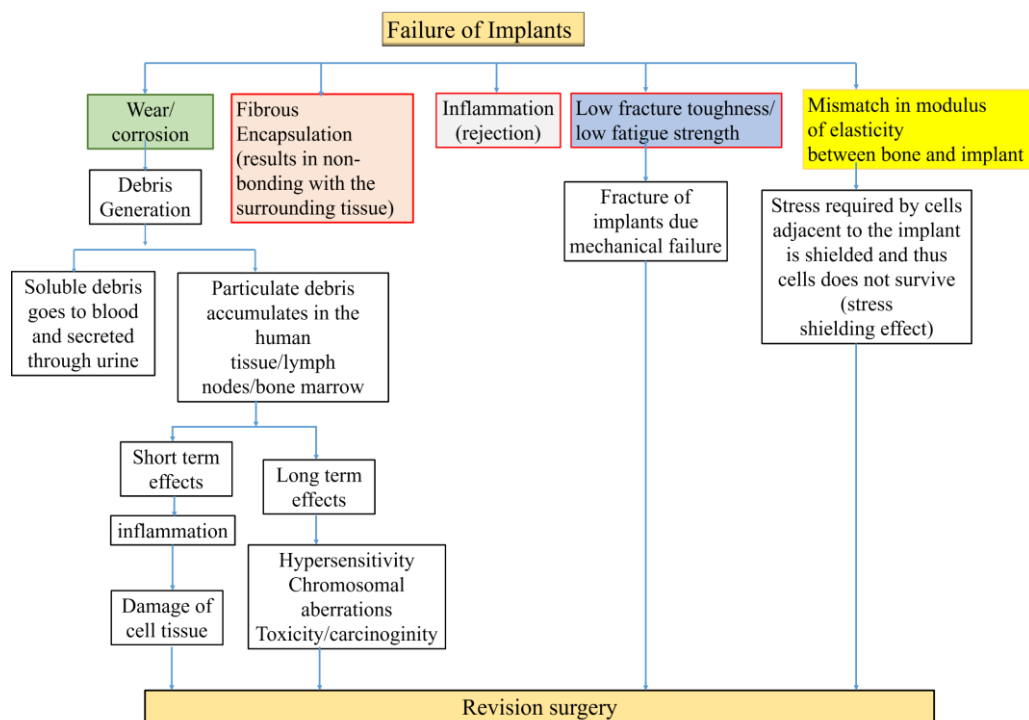 Failure of Implants
Wear/
corrosion
Fibrous
Encapsulation
(results in non-
bonding with the
surrounding tissue)
Inflammation
(rejection)
Low fracture toughness/
low fatigue strength
Mismatch in modulus
of elasticity
between bone and implant
Debris
Generation
Fracture of
implants due
mechanical failure
Stress required by cells
adjacent to the implant
is shielded and thus
cells does not survive
(stress
shielding effect)
Soluble debris
goes to blood
and secreted
through urine
Particulate debris
accumulates in the
human
tissue/lymph
nodes/bone marrow
Short term
effects
Long term
effects
inflammation
Hypersensitivity
Chromosomal
aberrations
Toxicity/carcinoginity
Damage of
cell tissue
Revision surgery